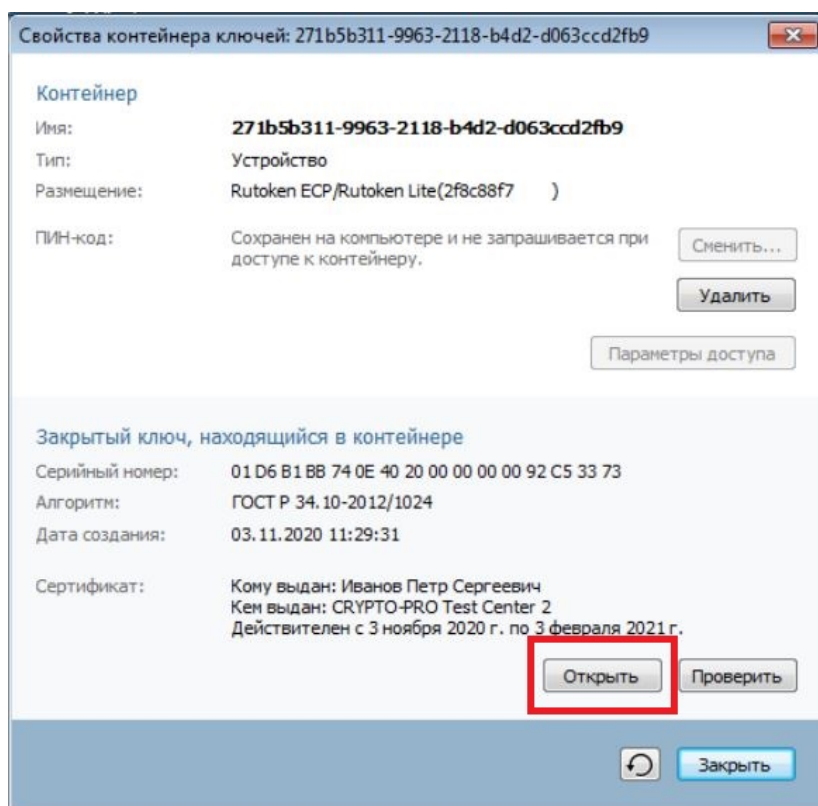 Свойства контейнера ключей: 271b5b311-9963-2118-b4d2-d063ccd2fb9
Контейнер
Имя: 271b5b311-9963-2118-b4d2-d063ccd2fb9
Тип: Устройство
Размещение: Rutoken ECP/Rutoken Lite(2f8c88f7 )
ПИН-код: Сохранен на компьютере и не запрашивается при
доступе к контейнеру.
Сменить...
Удалить
Параметры доступа
Закрытый ключ, находящийся в контейнере
Серийный номер: 01 D6 B1 BB 74 0E 40 20 00 00 00 00 92 C5 33 73
Алгоритм: ГОСТ Р 34.10-2012/1024
Дата создания: 03.11.2020 11:29:31
Сертификат: Кому выдан: Иванов Петр Сергеевич
Кем выдан: CRYPTO-PRO Test Center 2
Действителен с 3 ноября 2020 г. по 3 февраля 2021 г.
Открыть Проверить
Закрыть